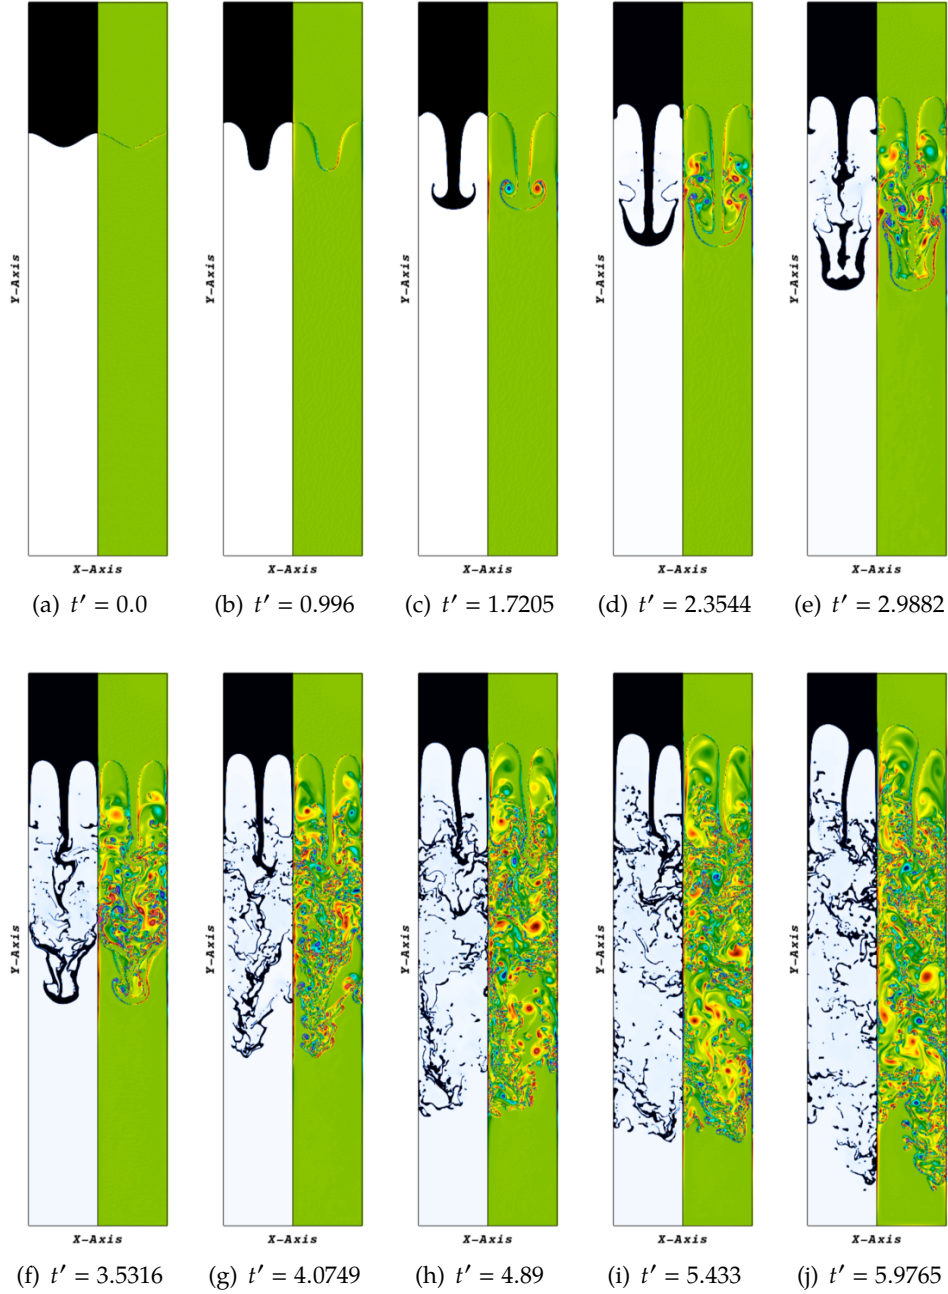 Y-Axis Y-Axis Y-Axis Y-Axis Y-Axis
X-Axis X-Axis X-Axis X-Axis X-Axis
(a) t′ = 0.0 (b) t′ = 0.996 (c) t′ = 1.7205 (d) t′ = 2.3544 (e) t′ = 2.9882
Y-Axis Y-Axis Y-Axis Y-Axis Y-Axis
X-Axis X-Axis X-Axis X-Axis X-Axis
(f) t′ = 3.5316 (g) t′ = 4.0749 (h) t′ = 4.89 (i) t′ = 5.433 (j) t′ = 5.9765